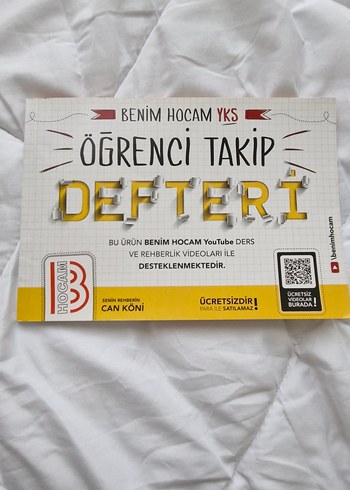 BENİM HOCAM YKS
ÖĞRENCİ TAKİP
DEFTERİ
BU ÜRÜN BENİM HOCAM YouTube DERS
VE REHBERLİK VİDEOLARI İLE
DESTEKLENMEKTEDİR.
\benimhocam
B
HOCAM
SENİN REHBERİN
CAN KÖNİ
ÜCRETSİZDİR
PARA İLE SATILAMAZ!
ÜCRETSİZ
VİDEOLAR
BURADA!